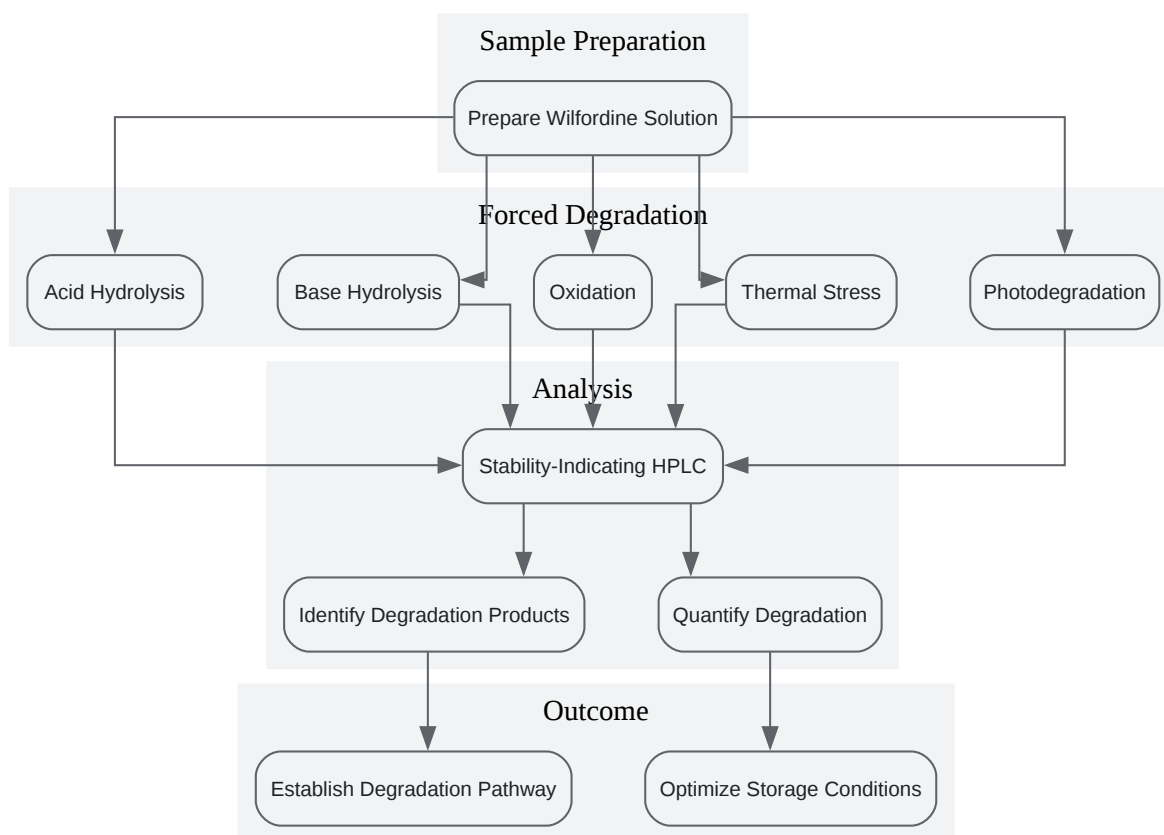 Sample Preparation
Prepare Wilfordine Solution
Forced Degradation
Acid Hydrolysis
Base Hydrolysis
Oxidation
Thermal Stress
Photodegradation
Analysis
Stability-Indicating HPLC
Identify Degradation Products
Quantify Degradation
Outcome
Establish Degradation Pathway
Optimize Storage Conditions